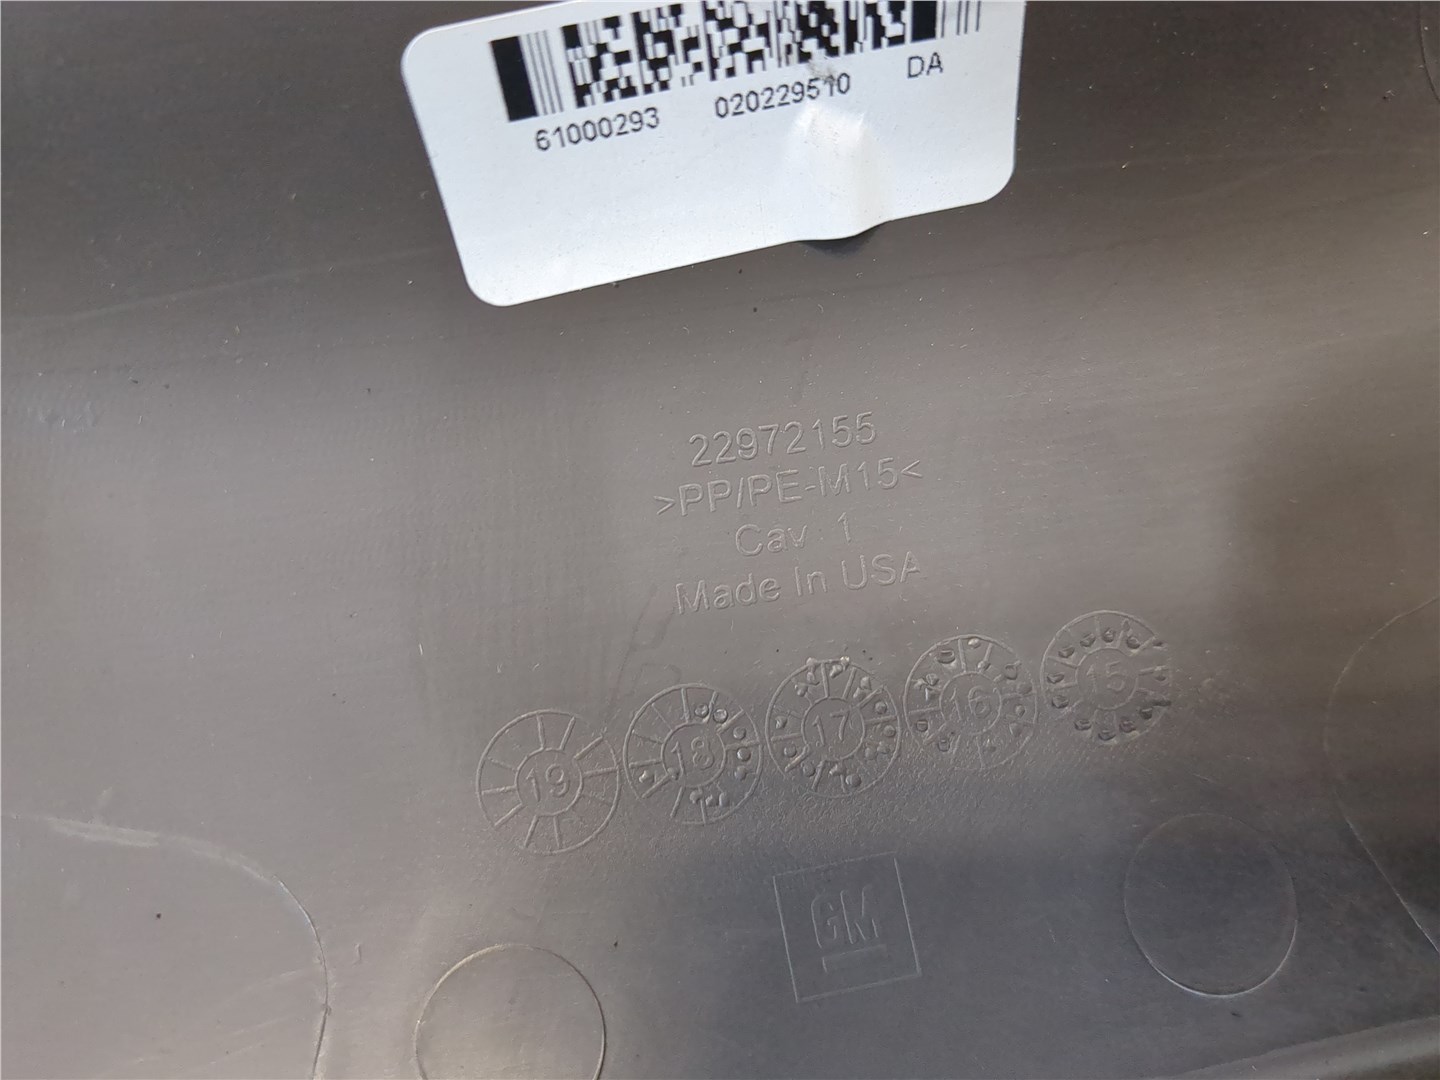 61000293 020229510 DA
22972155
>PP/PE-M15<
Cav 1
Made In USA
19 18 17 16 15
GM